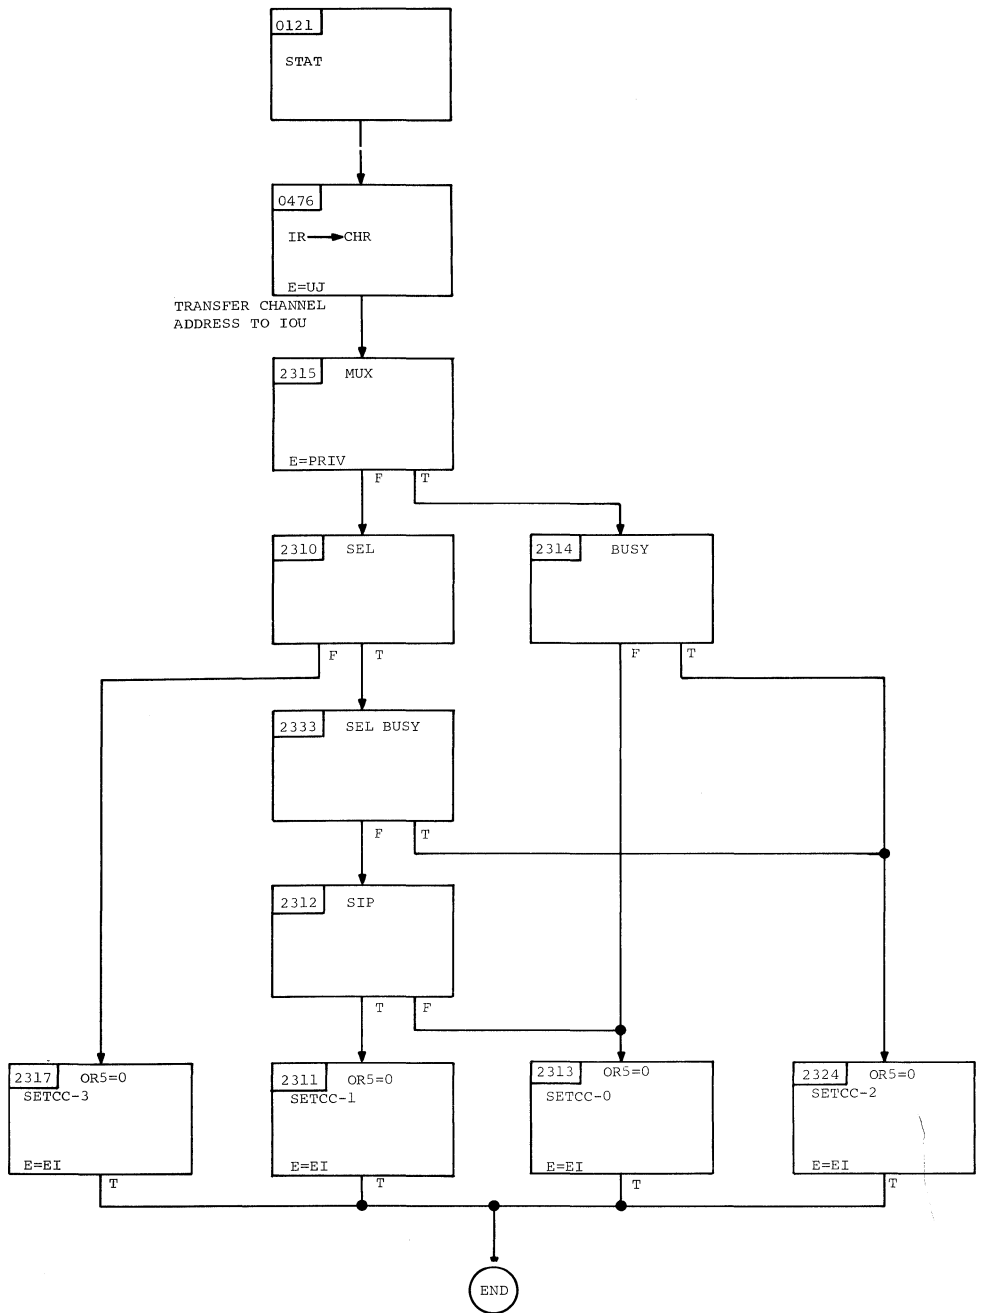 0121
STAT
0476
IR CHR
E=UJ
TRANSFER CHANNEL
ADDRESS TO IOU
2315 MUX
E=PRIV
F T
2310 SEL
2314 BUSY
F T
F T
2333 SEL BUSY
F T
2312 SIP
T F
2317 OR5=0
SETCC-3
E=EI
T
2311 OR5=0
SETCC-1
E=EI
T
2313 OR5=0
SETCC-0
E=EI
T
2324 OR5=0
SETCC-2
E=EI
T
END